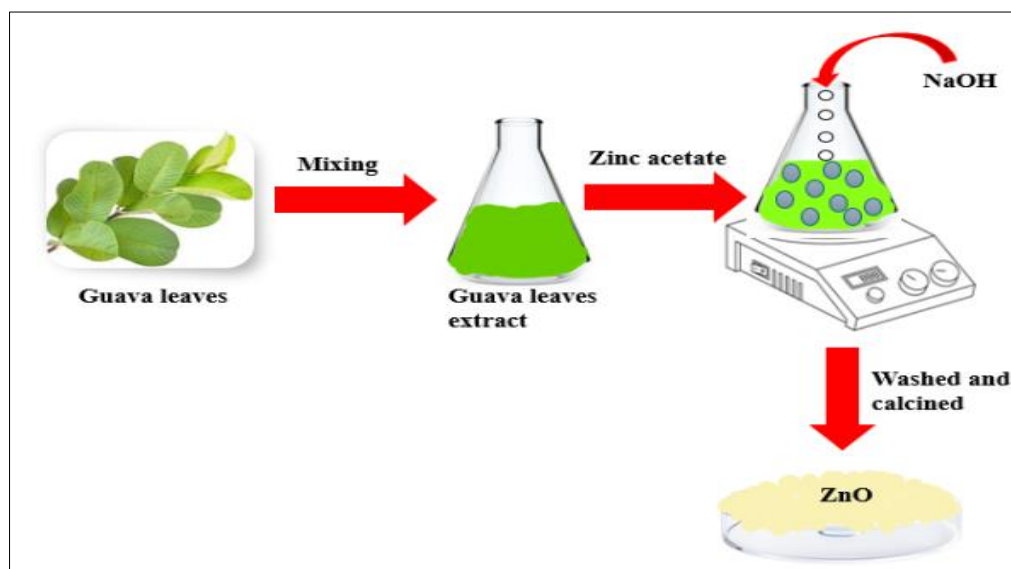 Guava leaves
Mixing
Guava leaves
extract
Zinc acetate
NaOH
Washed and
calcined
ZnO